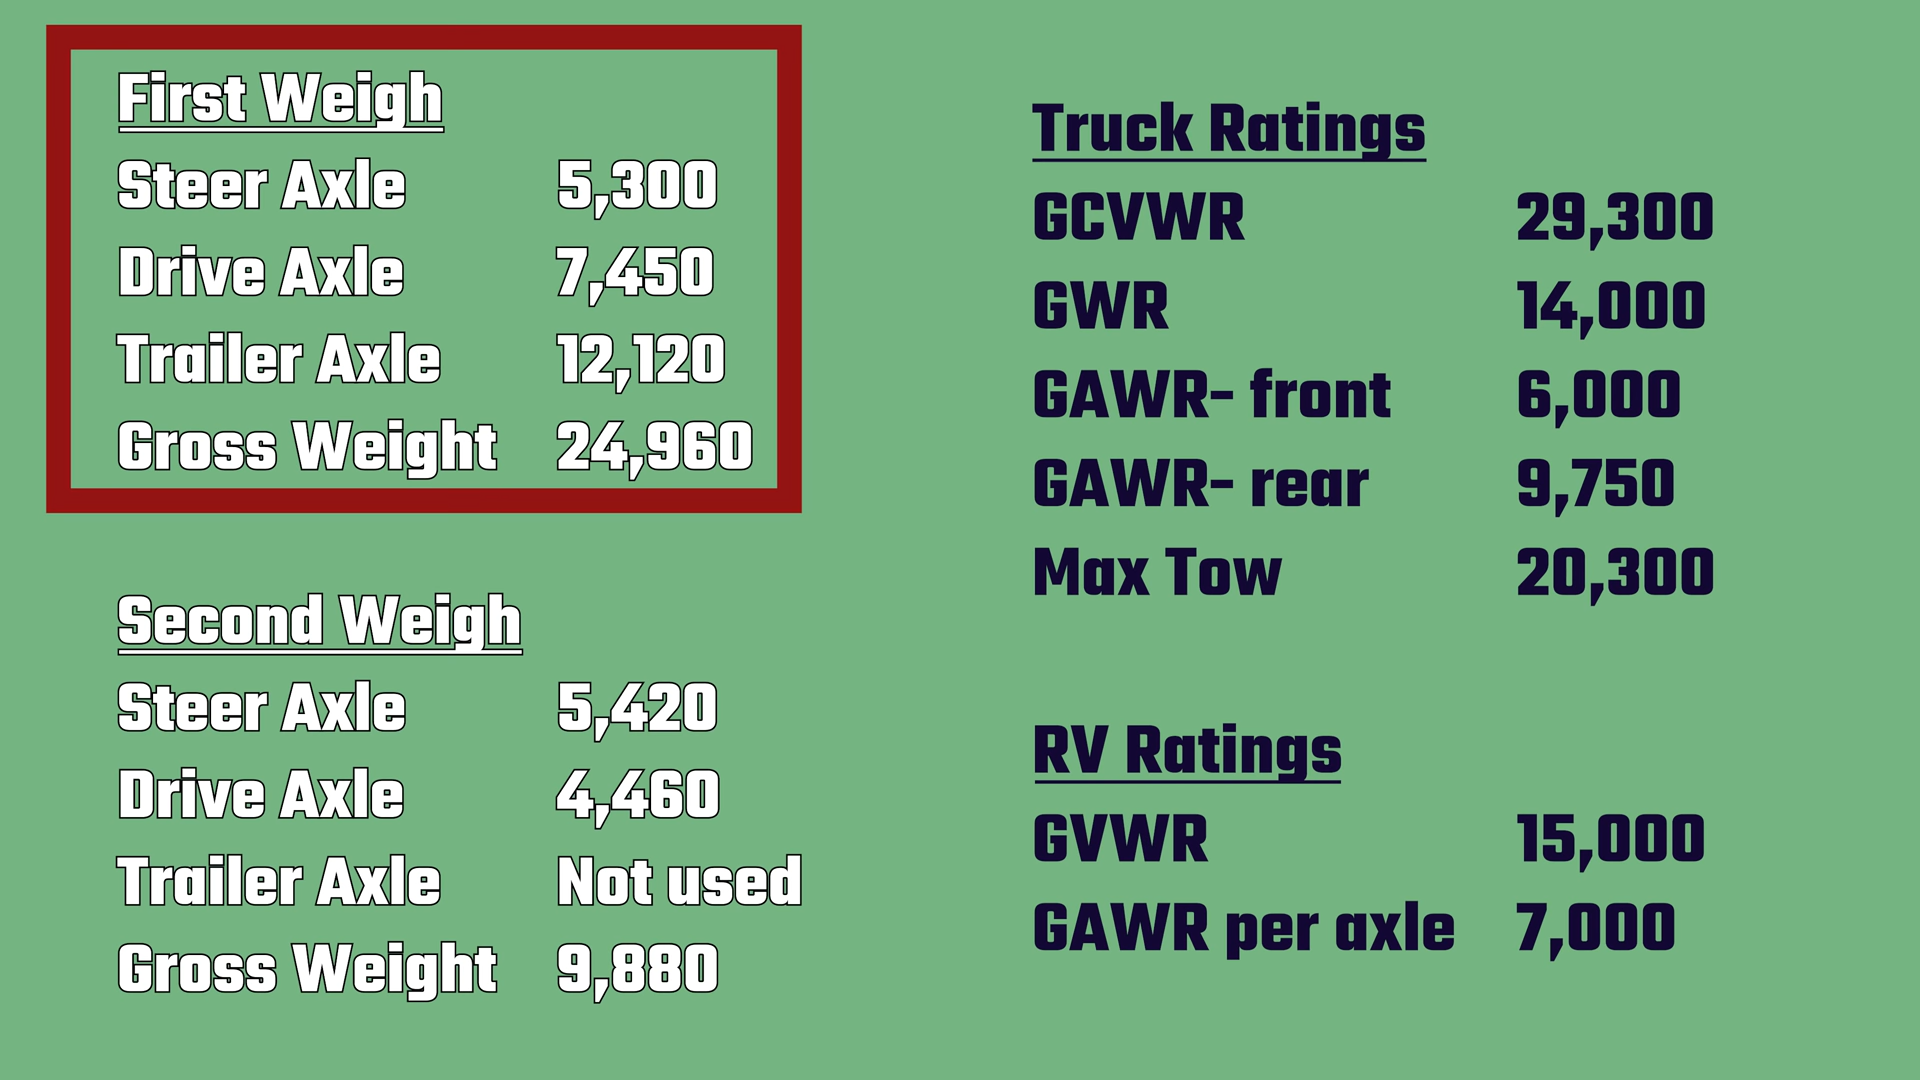 First Weigh
Steer Axle 5,300
Drive Axle 7,450
Trailer Axle 12,120
Gross Weight 24,960
Second Weigh
Steer Axle 5,420
Drive Axle 4,460
Trailer Axle Not used
Gross Weight 9,880
Truck Ratings
GCVWR 29,300
GWR 14,000
GAWR- front 6,000
GAWR- rear 9,750
Max Tow 20,300
RV Ratings
GVWR 15,000
GAWR per axle 7,000